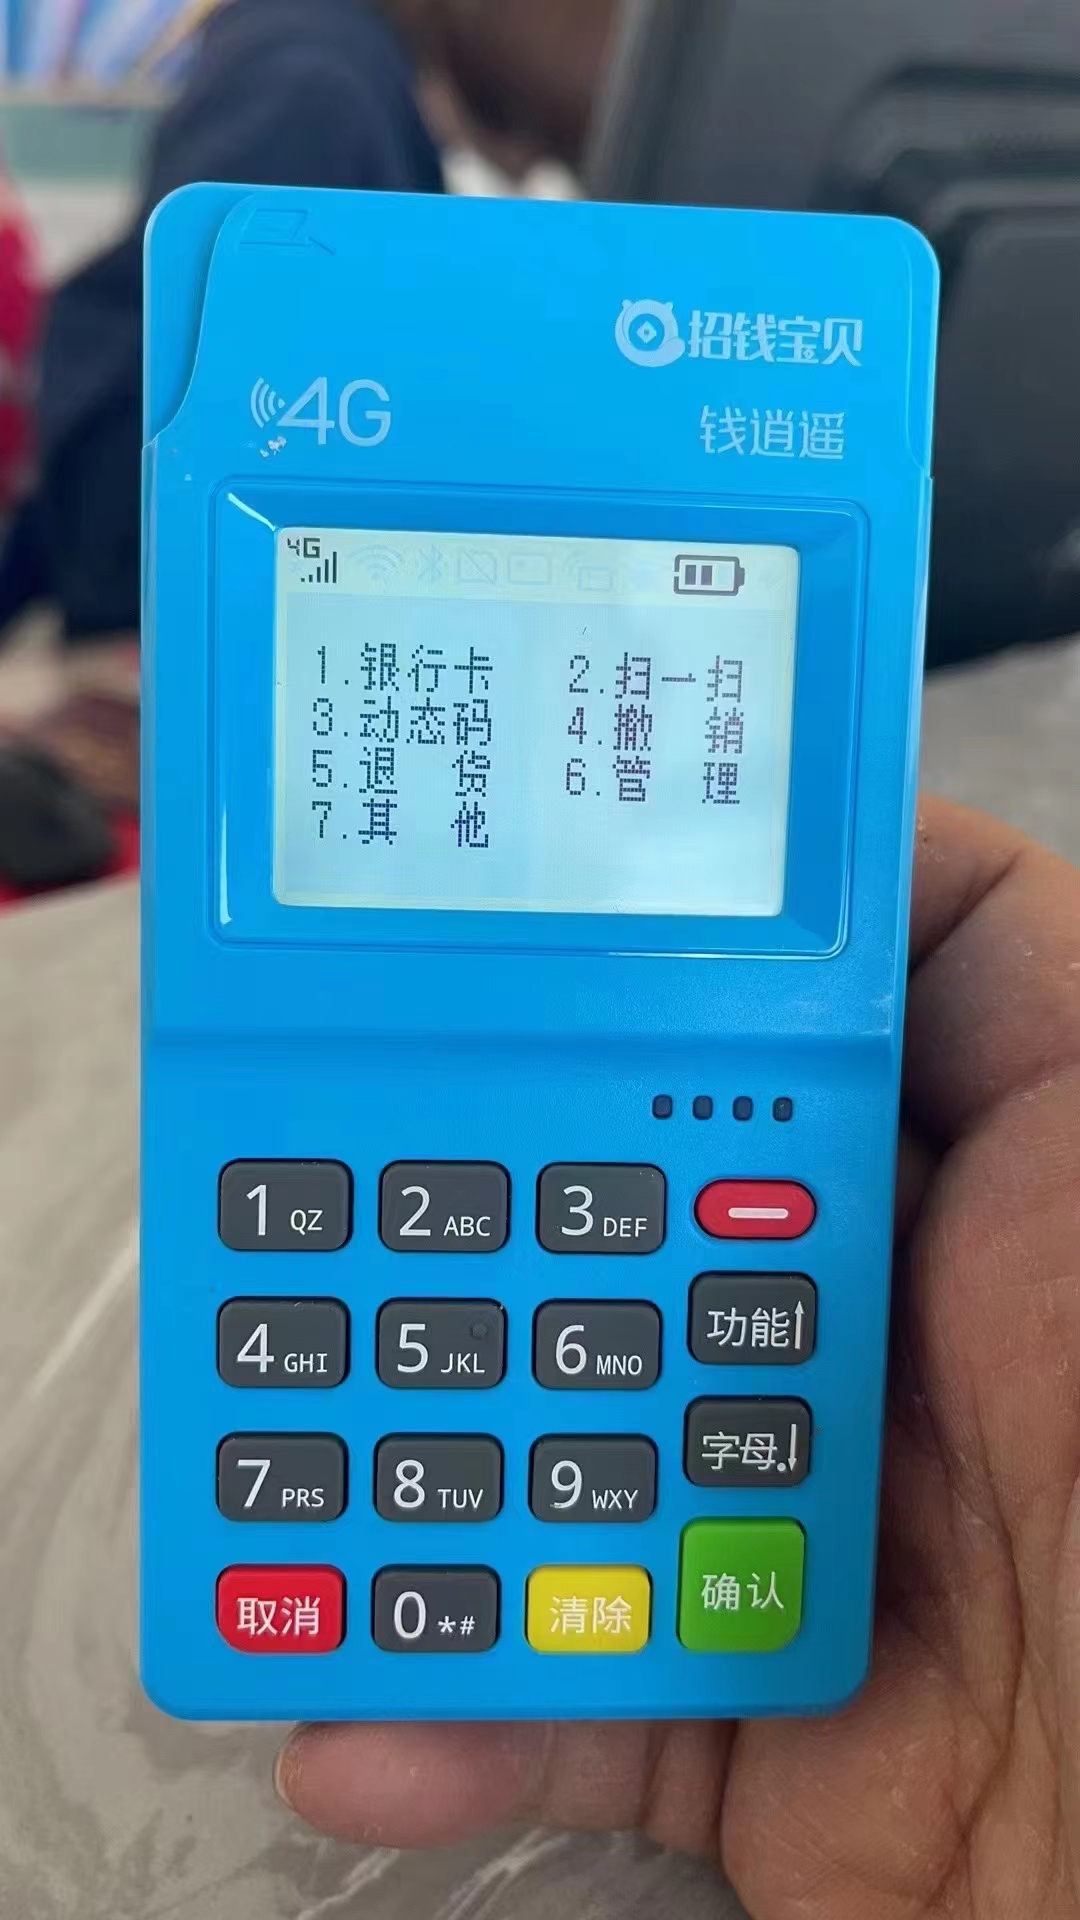 招钱宝贝
4G
钱逍遥
4G
1.银行卡 2.扫一扫
3.动态码 4.撤 销
5.退 货 6.管 理
7.其 他
1 QZ 2 ABC 3 DEF
功能
4 GHI 5 JKL 6 MNO
字母.
7 PRS 8 TUV 9 WXY
确认
取消 0 *# 清除